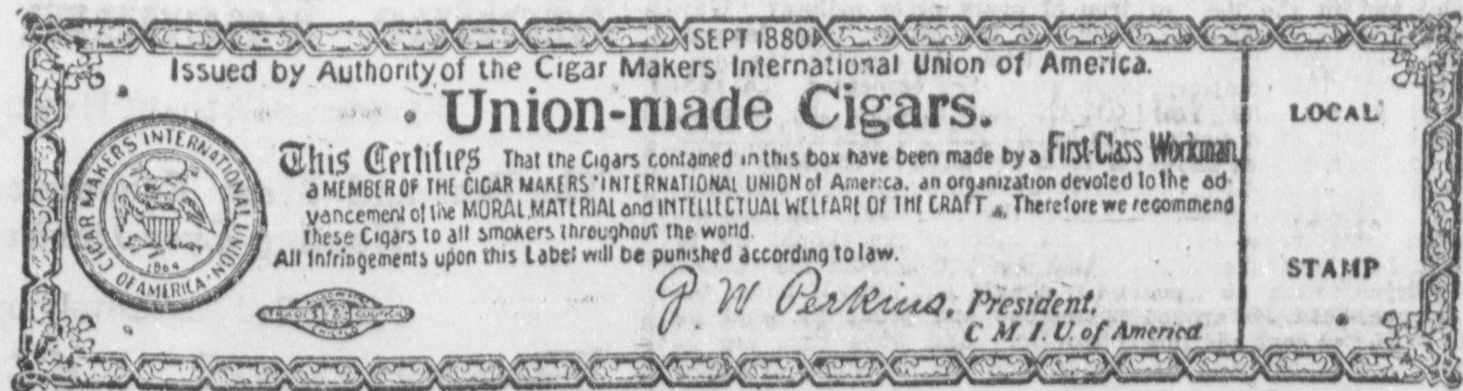 SEPT 1880
Issued by Authority of the Cigar Makers International Union of America.
Union-made Cigars.
This Certifies That the Cigars contained in this box have been made by a First-Class Workman,
a MEMBER OF THE CIGAR MAKERS' INTERNATIONAL UNION of America, an organization devoted to the ad-
vancement of the MORAL, MATERIAL and INTELLECTUAL WELFARE OF THE CRAFT. Therefore we recommend
these Cigars to all smokers throughout the world.
All Infringements upon this Label will be punished according to law.
G W Perkins, President,
C M. I. U. of America
CIGAR MAKERS INTERNATIONAL UNION
OF AMERICA
1864
TRADES COUNCIL
LOCAL
STAMP